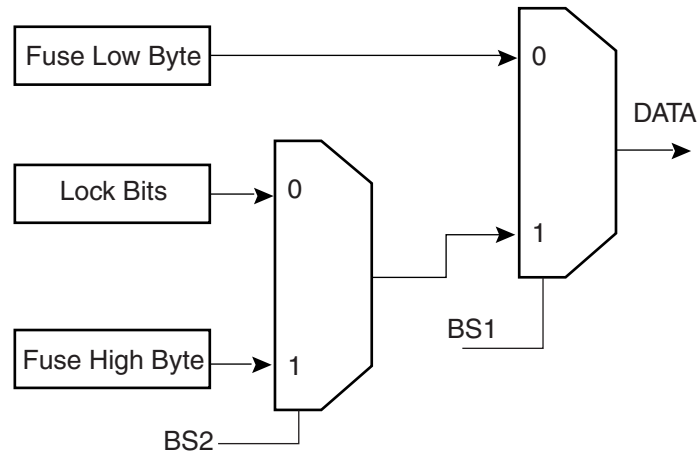 Fuse Low Byte
0
DATA
Lock Bits
0
1
BS1
Fuse High Byte
1
BS2